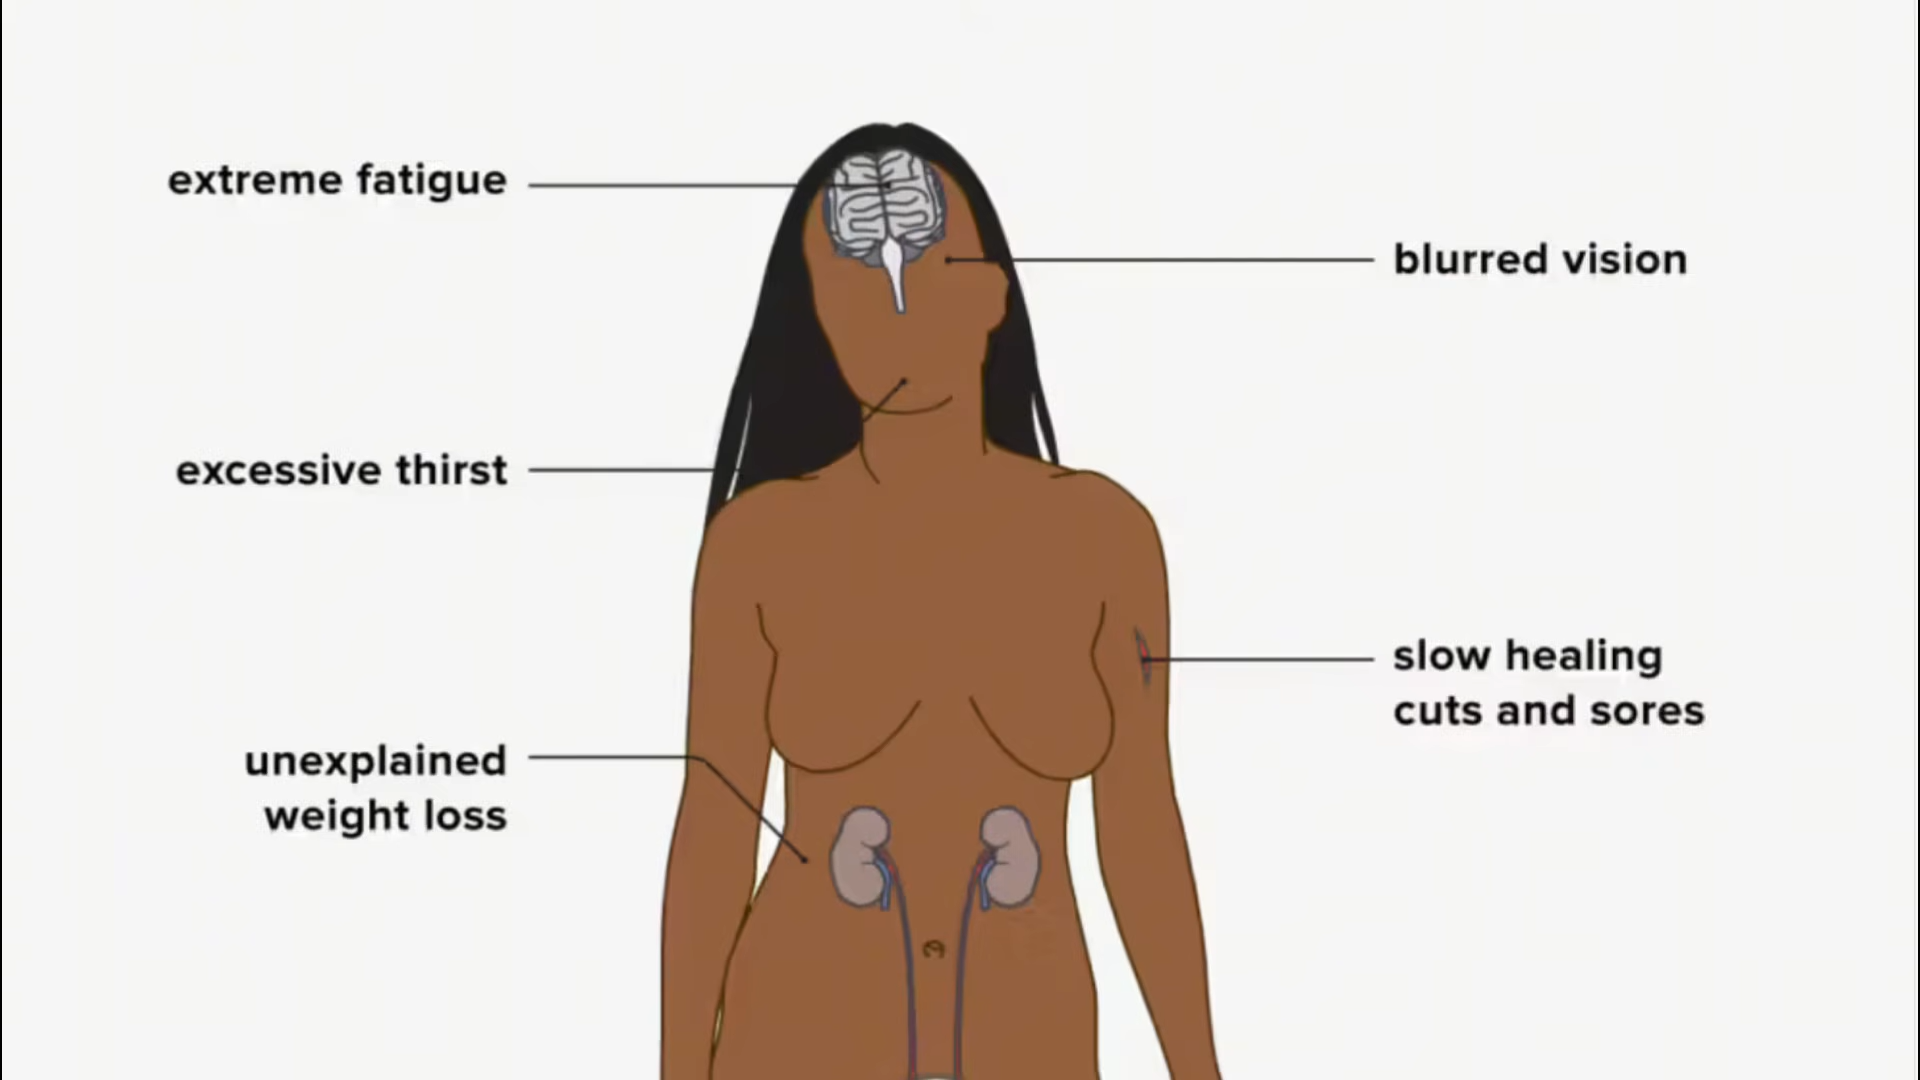 extreme fatigue
blurred vision
excessive thirst
slow healing
cuts and sores
unexplained
weight loss